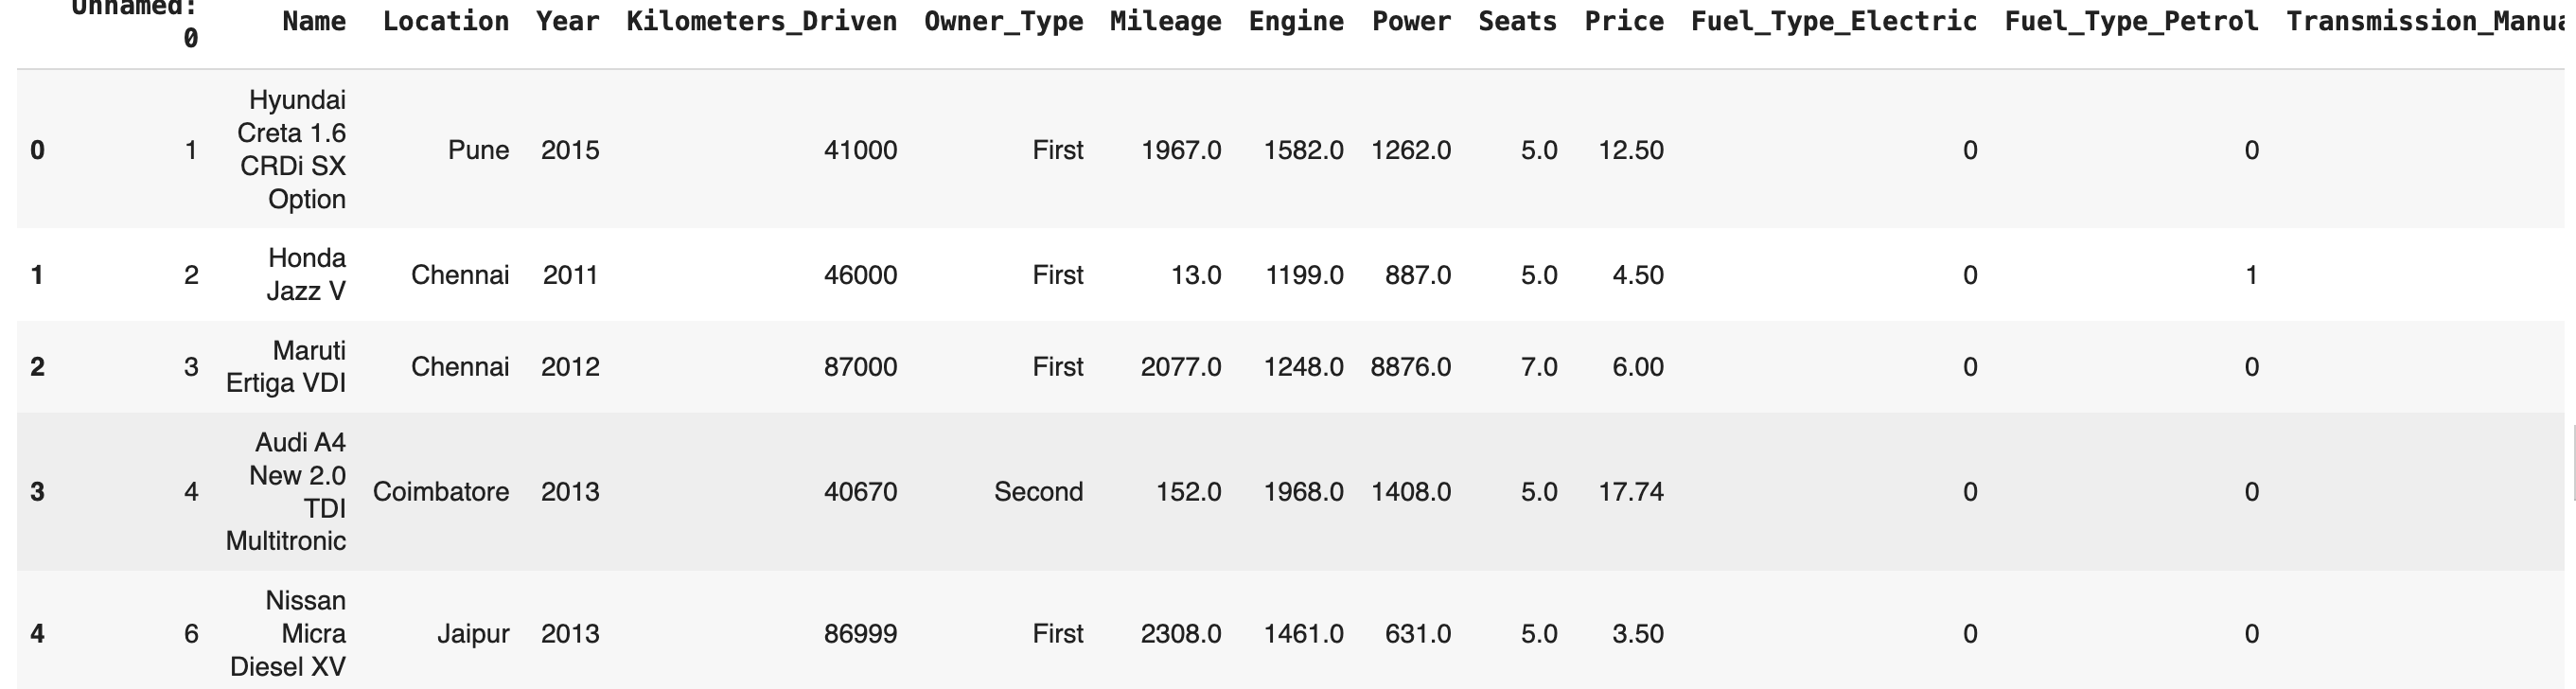 Unnamed: 0 Name Location Year Kilometers_Driven Owner_Type Mileage Engine Power Seats Price Fuel_Type_Electric Fuel_Type_Petrol Transmission_Manua
0 1 Hyundai Creta 1.6 CRDi SX Option Pune 2015 41000 First 1967.0 1582.0 1262.0 5.0 12.50 0 0
1 2 Honda Jazz V Chennai 2011 46000 First 13.0 1199.0 887.0 5.0 4.50 0 1
2 3 Maruti Ertiga VDI Chennai 2012 87000 First 2077.0 1248.0 8876.0 7.0 6.00 0 0
3 4 Audi A4 New 2.0 TDI Multitronic Coimbatore 2013 40670 Second 152.0 1968.0 1408.0 5.0 17.74 0 0
4 6 Nissan Micra Diesel XV Jaipur 2013 86999 First 2308.0 1461.0 631.0 5.0 3.50 0 0